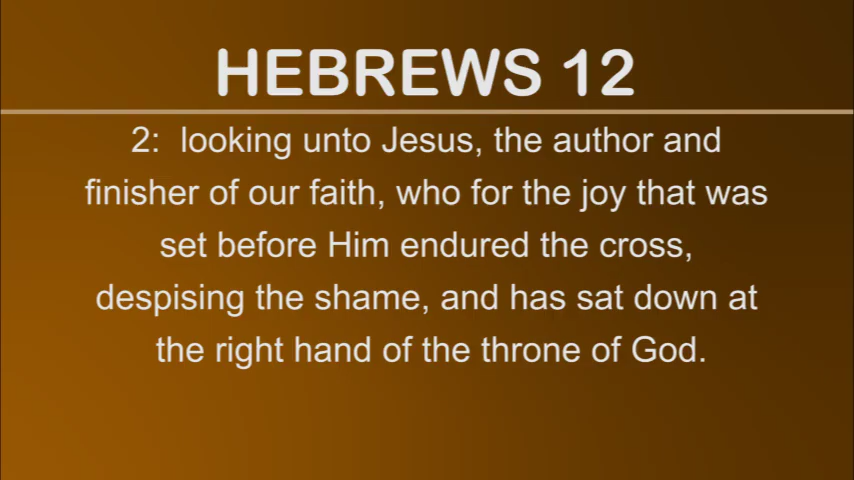 HEBREWS 12
2:  looking unto Jesus, the author and
finisher of our faith, who for the joy that was
set before Him endured the cross,
despising the shame, and has sat down at
the right hand of the throne of God.